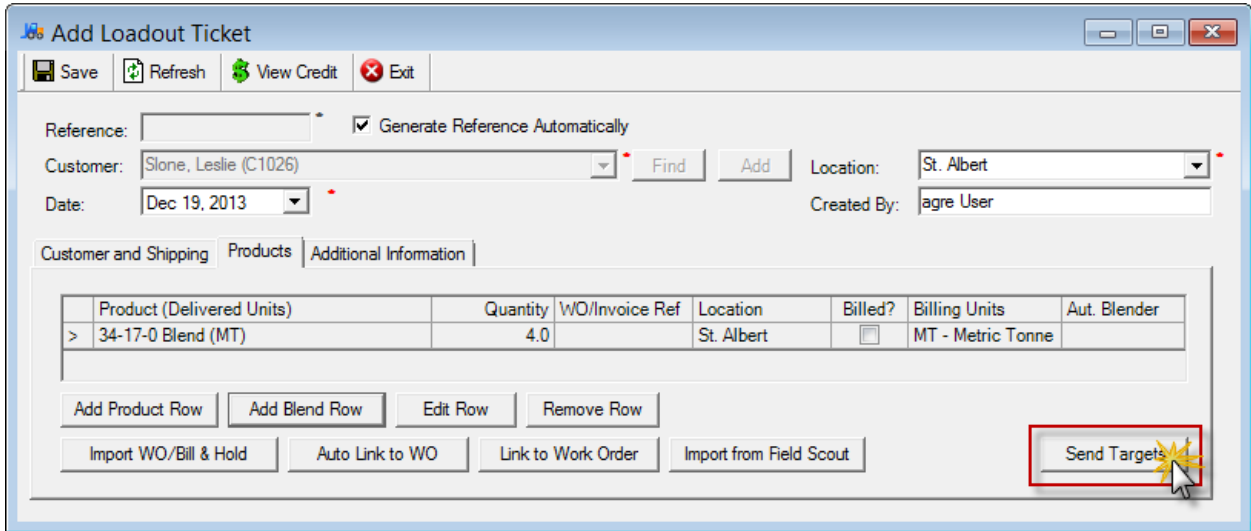 Add Loadout Ticket
Save Refresh View Credit Exit
Reference: * Generate Reference Automatically
Customer: Slone, Leslie (C1026) * Find Add Location: St. Albert *
Date: Dec 19, 2013 * Created By: agre User
Customer and Shipping Products Additional Information
Product (Delivered Units) Quantity WO/Invoice Ref Location Billed? Billing Units Aut. Blender
> 34-17-0 Blend (MT) 4.0 St. Albert MT - Metric Tonne
Add Product Row Add Blend Row Edit Row Remove Row
Import WO/Bill & Hold Auto Link to WO Link to Work Order Import from Field Scout Send Targets